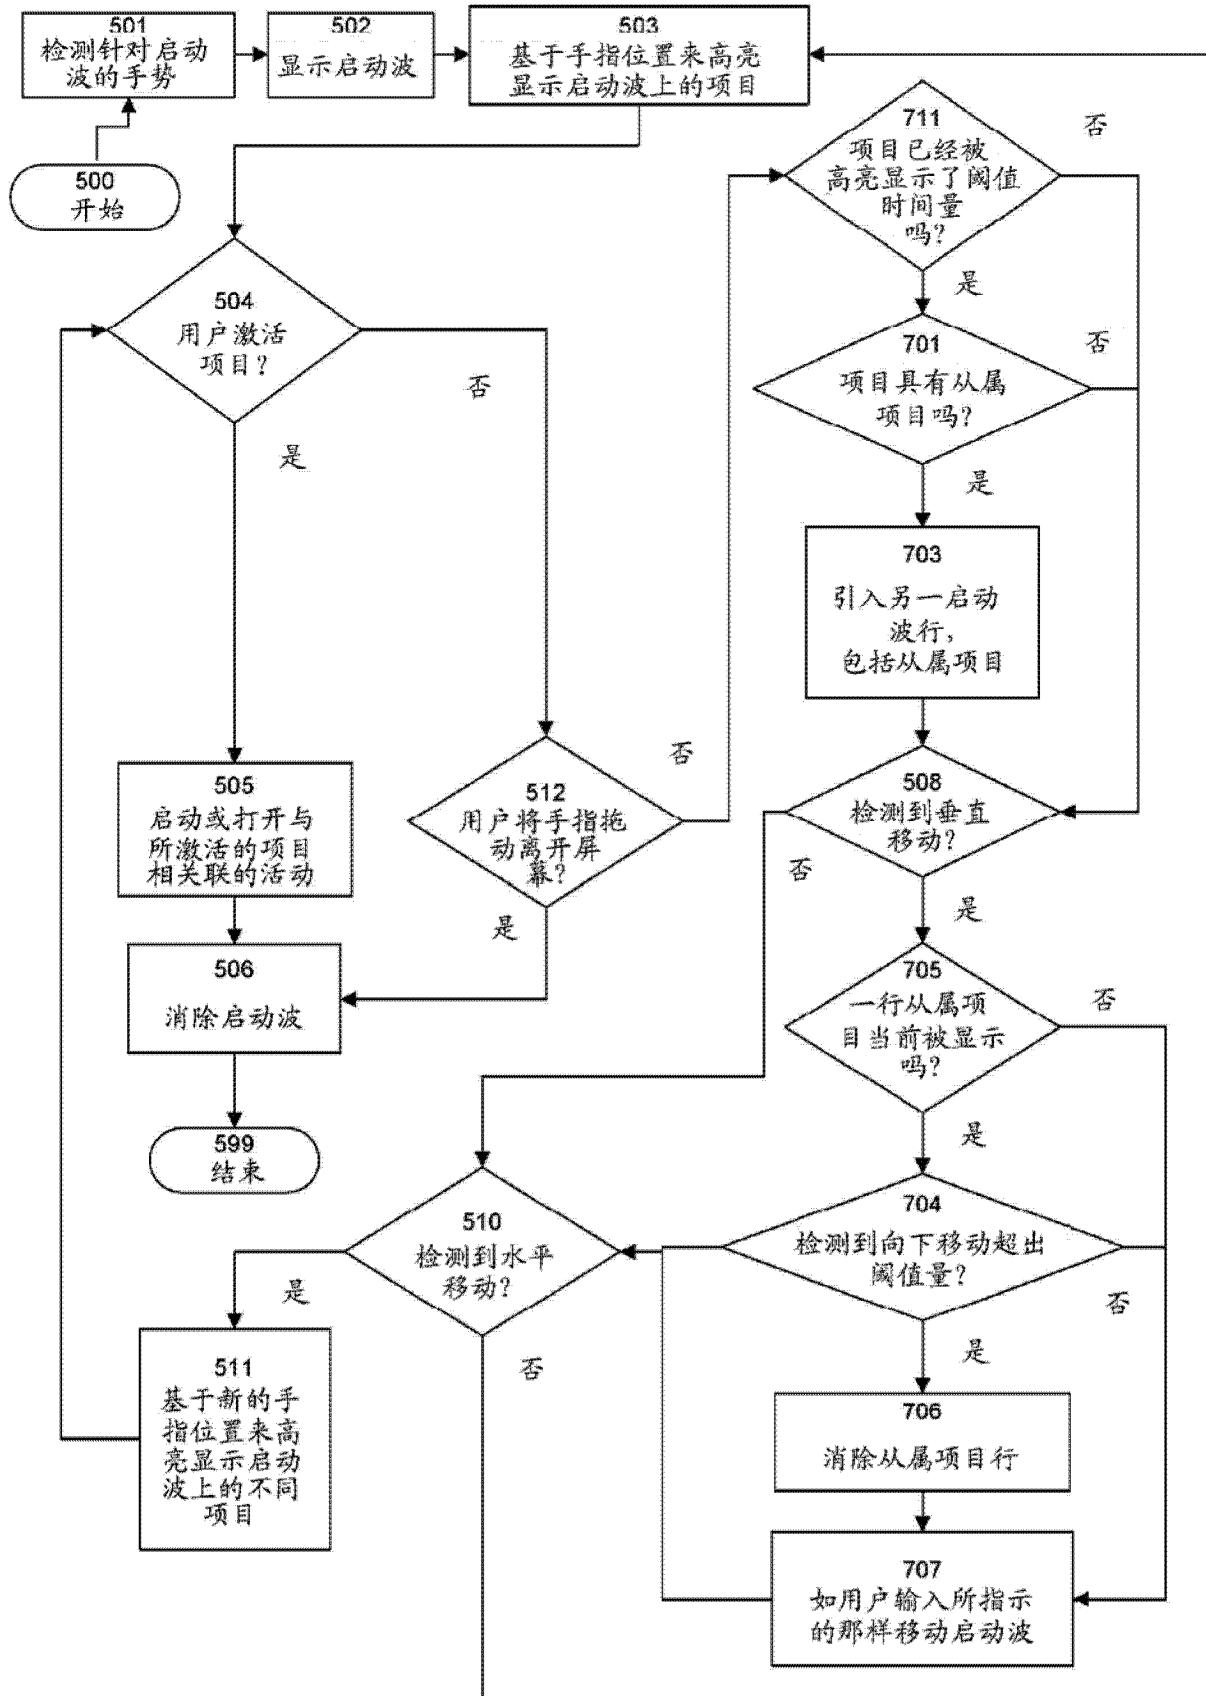 501
检测针对启动
波的手势
502
显示启动波
503
基于手指位置来高亮
显示启动波上的项目
500
开始
711
项目已经被
高亮显示了阈值
时间量
吗?
否
是
504
用户激活
项目?
否
是
701
项目具有从属
项目吗?
否
是
703
引入另一启动
波行,
包括从属项目
505
启动或打开与
所激活的项目
相关联的活动
512
用户将手指拖
动离开屏
幕?
否
是
508
检测到垂直
移动?
否
是
506
消除启动波
705
一行从属项
目当前被显示
吗?
否
是
599
结束
510
检测到水平
移动?
是
否
704
检测到向下移动超出
阈值量?
否
是
511
基于新的手
指位置来高
亮显示启动
波上的不同
项目
706
消除从属项目行
707
如用户输入所指示
的那样移动启动波